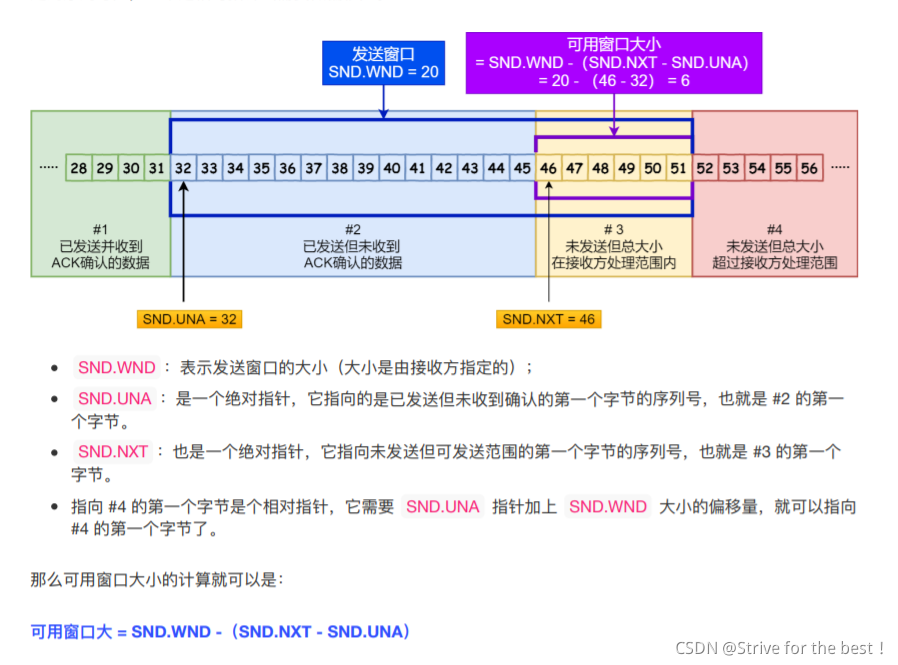 发送窗口
SND.WND = 20
可用窗口大小
= SND.WND -（SND.NXT - SND.UNA）
= 20 - （46 - 32） = 6
····· 28 29 30 31 32 33 34 35 36 37 38 39 40 41 42 43 44 45 46 47 48 49 50 51 52 53 54 55 56 ·····
#1
已发送并收到
ACK确认的数据
#2
已发送但未收到
ACK确认的数据
# 3
未发送但总大小
在接收方处理范围内
#4
未发送但总大小
超过接收方处理范围
SND.UNA = 32
SND.NXT = 46
• SND.WND ：表示发送窗口的大小（大小是由接收方指定的）；
• SND.UNA ：是一个绝对指针，它指向的是已发送但未收到确认的第一个字节的序列号，也就是 #2 的第一
个字节。
• SND.NXT ：也是一个绝对指针，它指向未发送但可发送范围的第一个字节的序列号，也就是 #3 的第一个
字节。
• 指向 #4 的第一个字节是个相对指针，它需要 SND.UNA 指针加上 SND.WND 大小的偏移量，就可以指向
#4 的第一个字节了。
那么可用窗口大小的计算就可以是：
可用窗口大 = SND.WND -（SND.NXT - SND.UNA）
CSDN @Strive for the best！